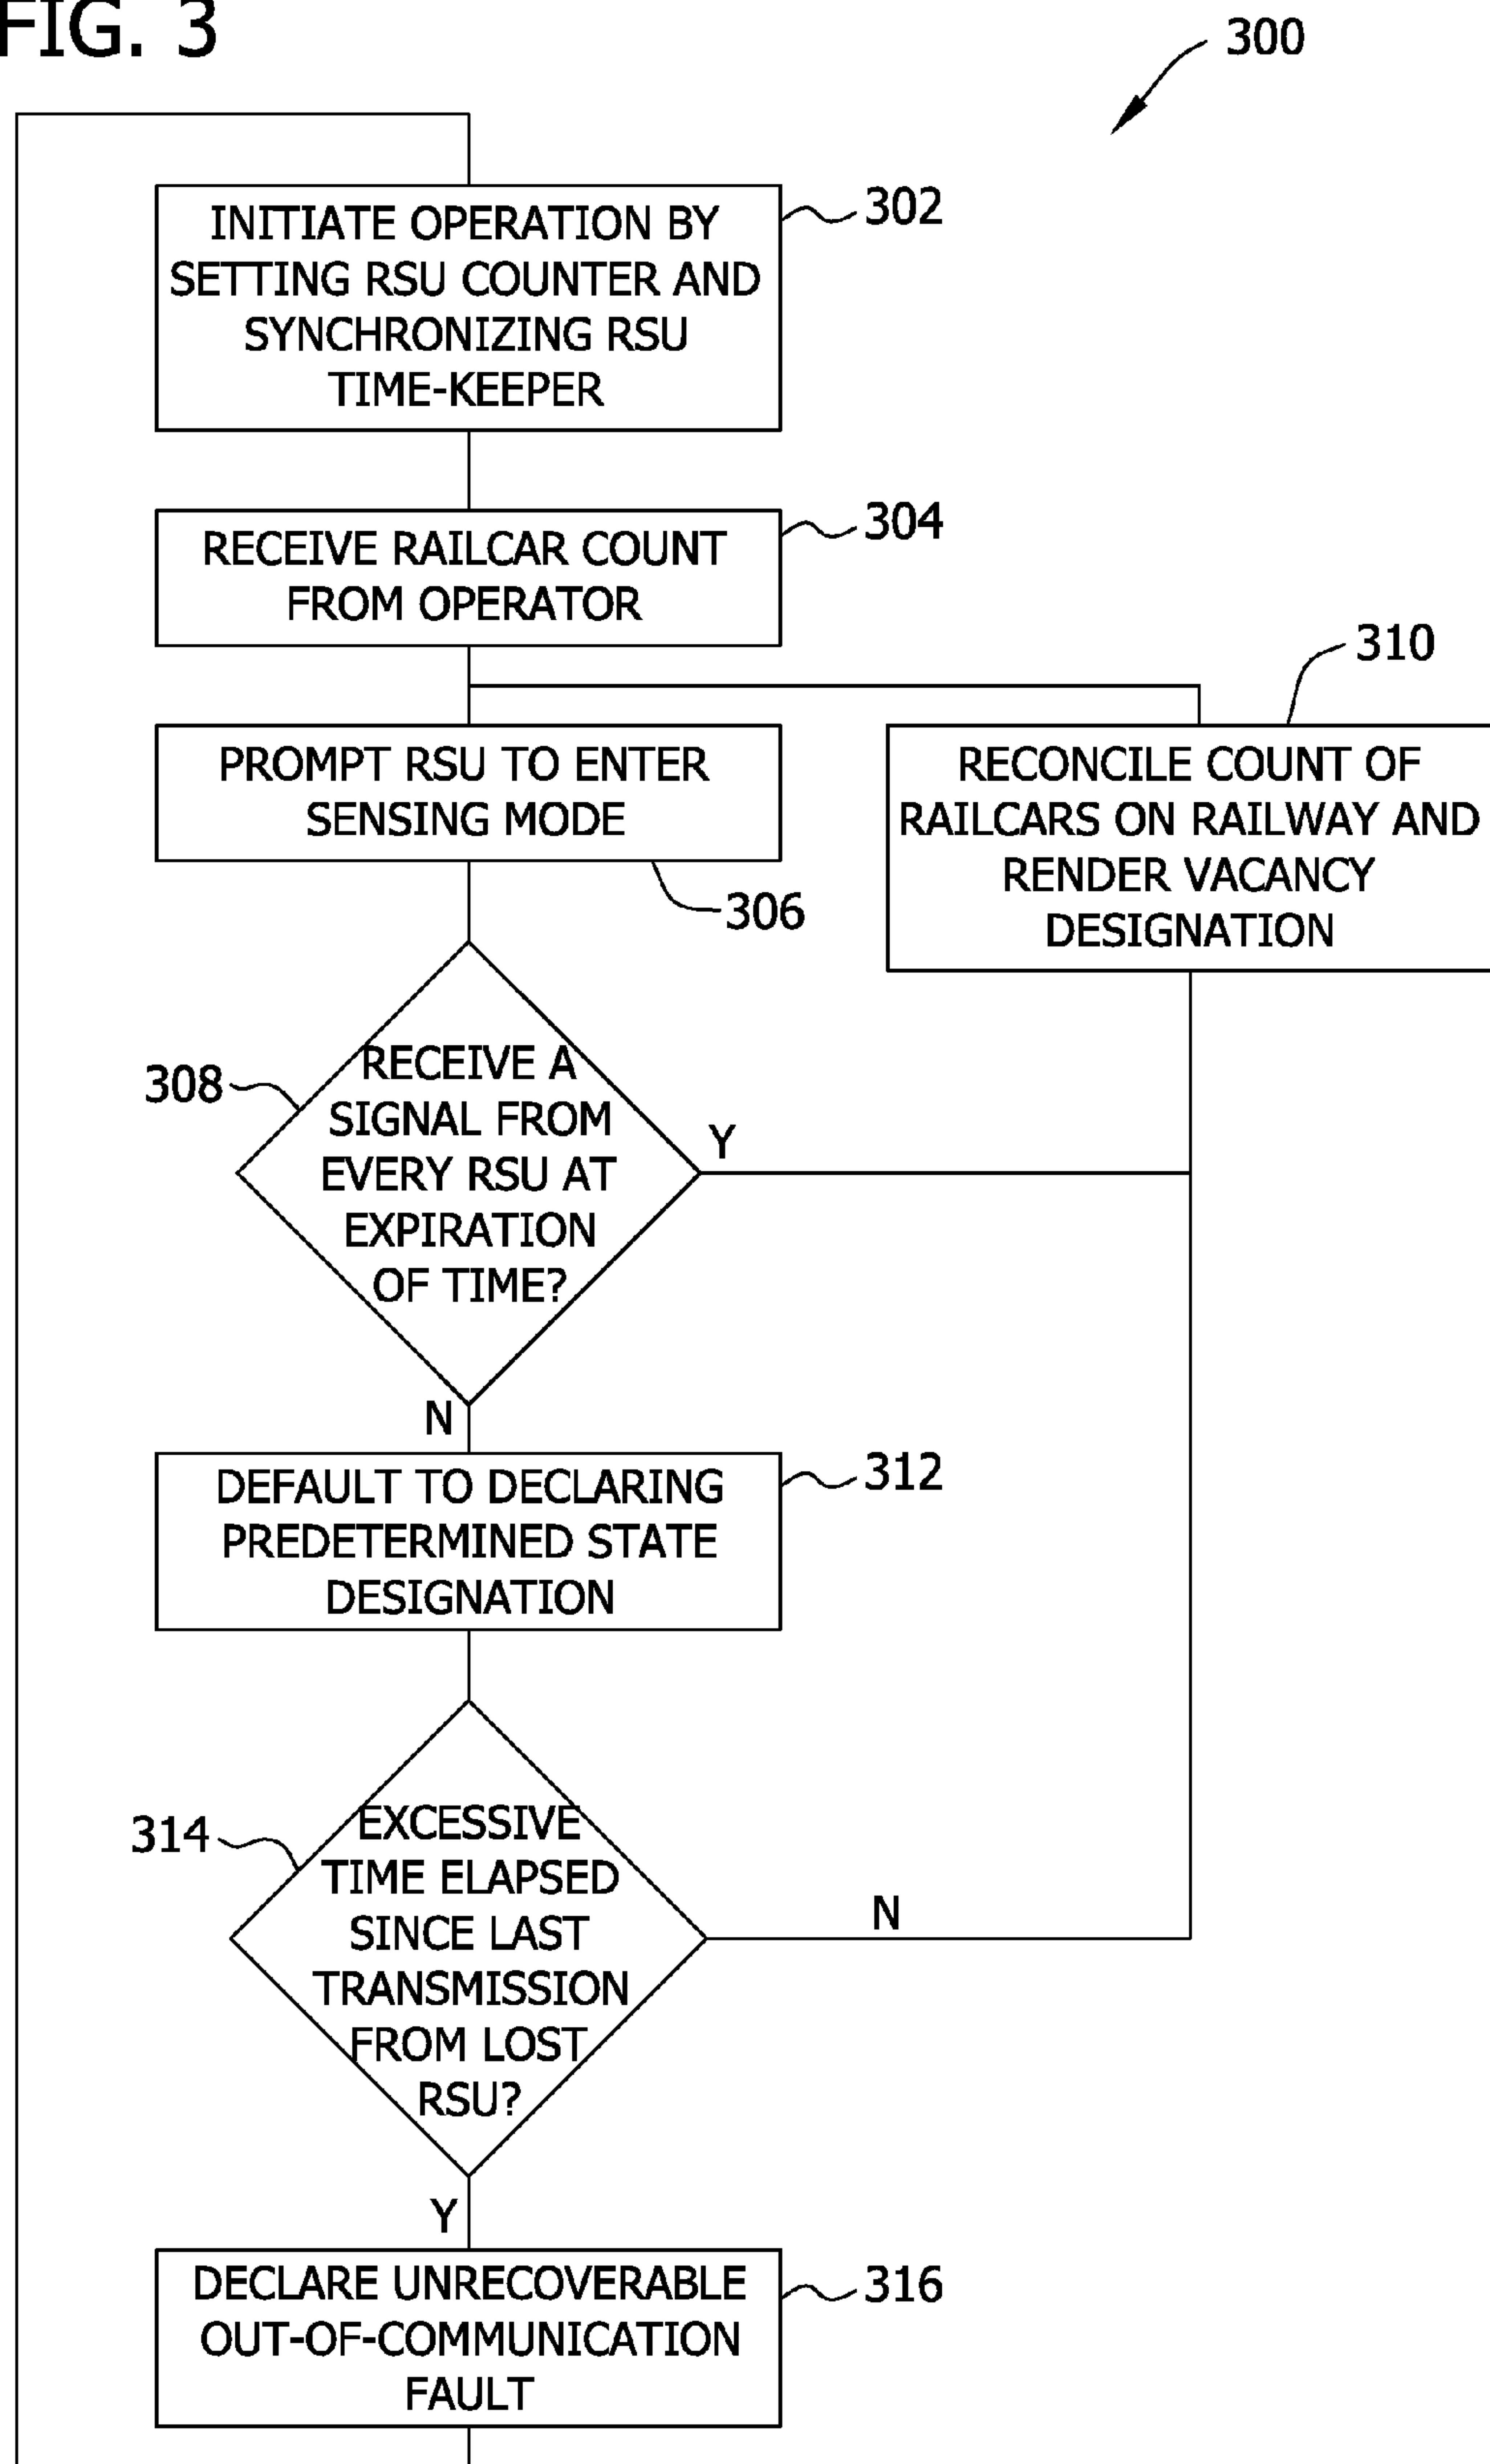 FIG. 3
300
INITIATE OPERATION BY
SETTING RSU COUNTER AND
SYNCHRONIZING RSU
TIME-KEEPER
302
RECEIVE RAILCAR COUNT
FROM OPERATOR
304
PROMPT RSU TO ENTER
SENSING MODE
306
310
RECONCILE COUNT OF
RAILCARS ON RAILWAY AND
RENDER VACANCY
DESIGNATION
308
RECEIVE A
SIGNAL FROM
EVERY RSU AT
EXPIRATION
OF TIME?
Y
N
DEFAULT TO DECLARING
PREDETERMINED STATE
DESIGNATION
312
314
EXCESSIVE
TIME ELAPSED
SINCE LAST
TRANSMISSION
FROM LOST
RSU?
N
Y
DECLARE UNRECOVERABLE
OUT-OF-COMMUNICATION
FAULT
316